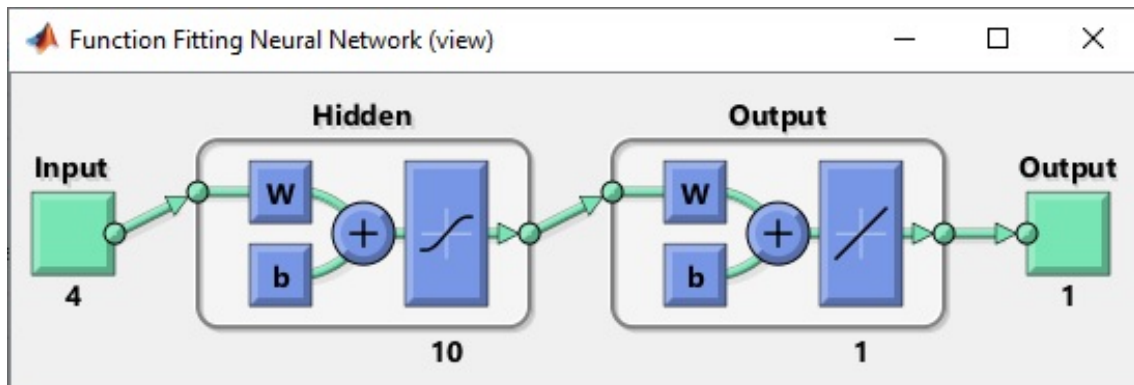 Function Fitting Neural Network (view)
Hidden
Output
Input
Output
W
W
b
b
4
1
10
1